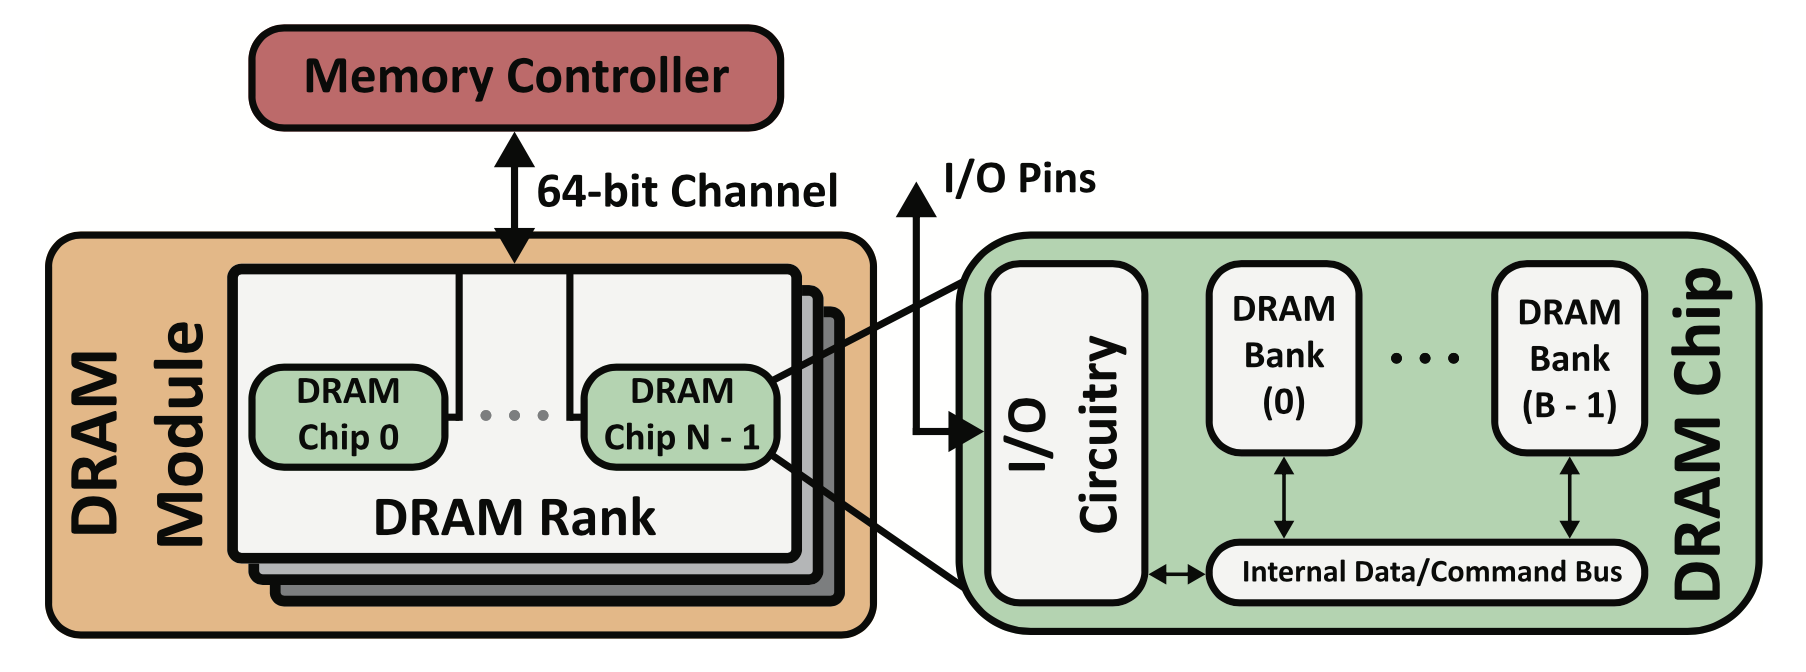 Memory Controller
64-bit Channel
I/O Pins
DRAM
Module
DRAM
Chip 0
DRAM
Chip N - 1
DRAM Rank
I/O
Circuitry
DRAM
Bank
(0)
DRAM
Bank
(B - 1)
Internal Data/Command Bus
DRAM Chip